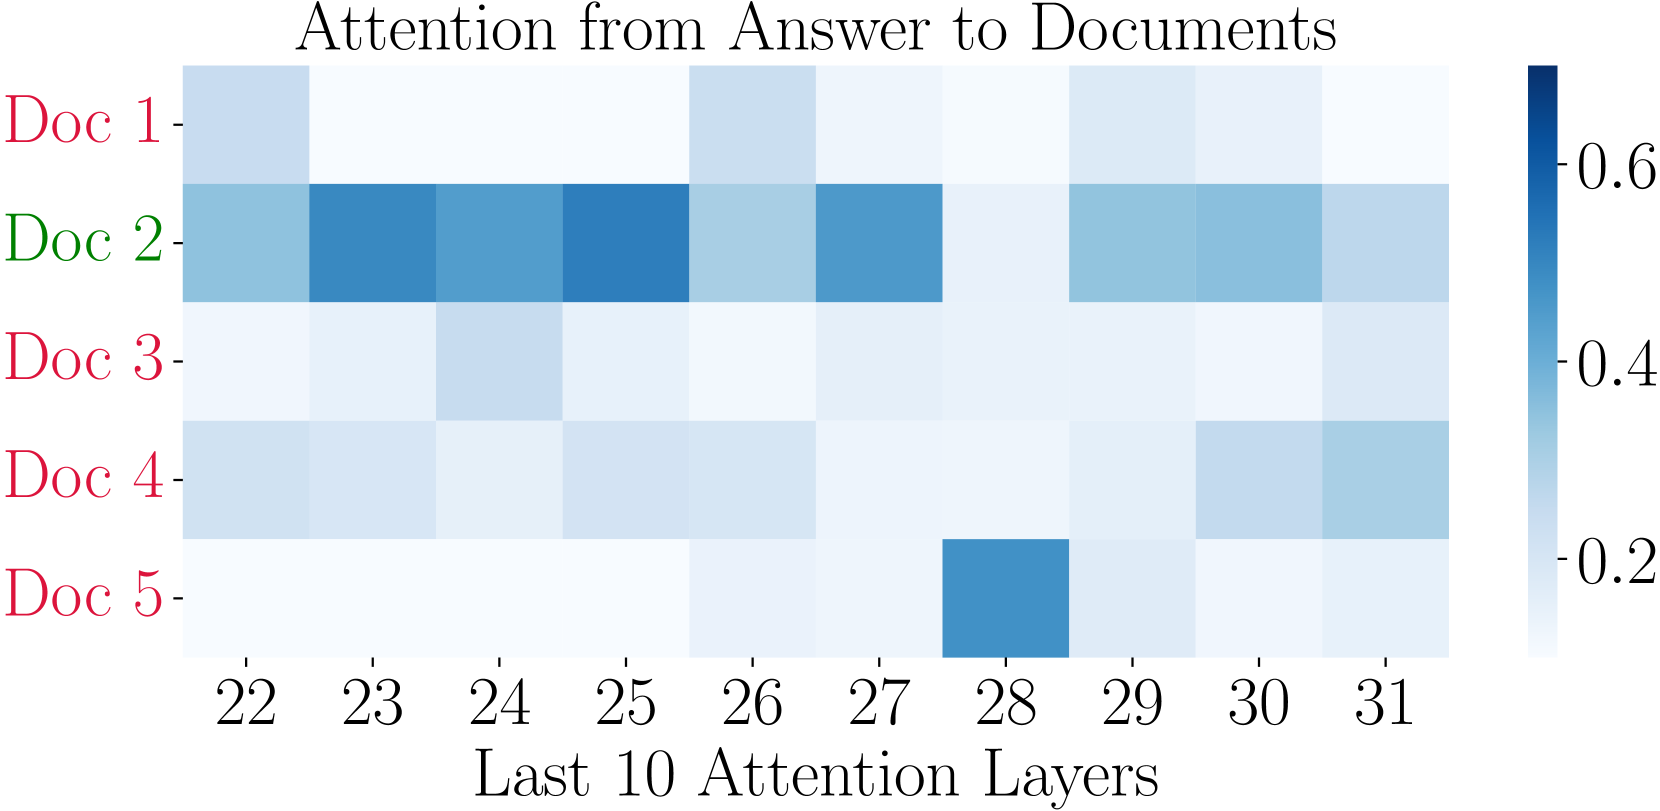 Attention from Answer to Documents
Doc 1
Doc 2
Doc 3
Doc 4
Doc 5
22 23 24 25 26 27 28 29 30 31
Last 10 Attention Layers
0.6
0.4
0.2